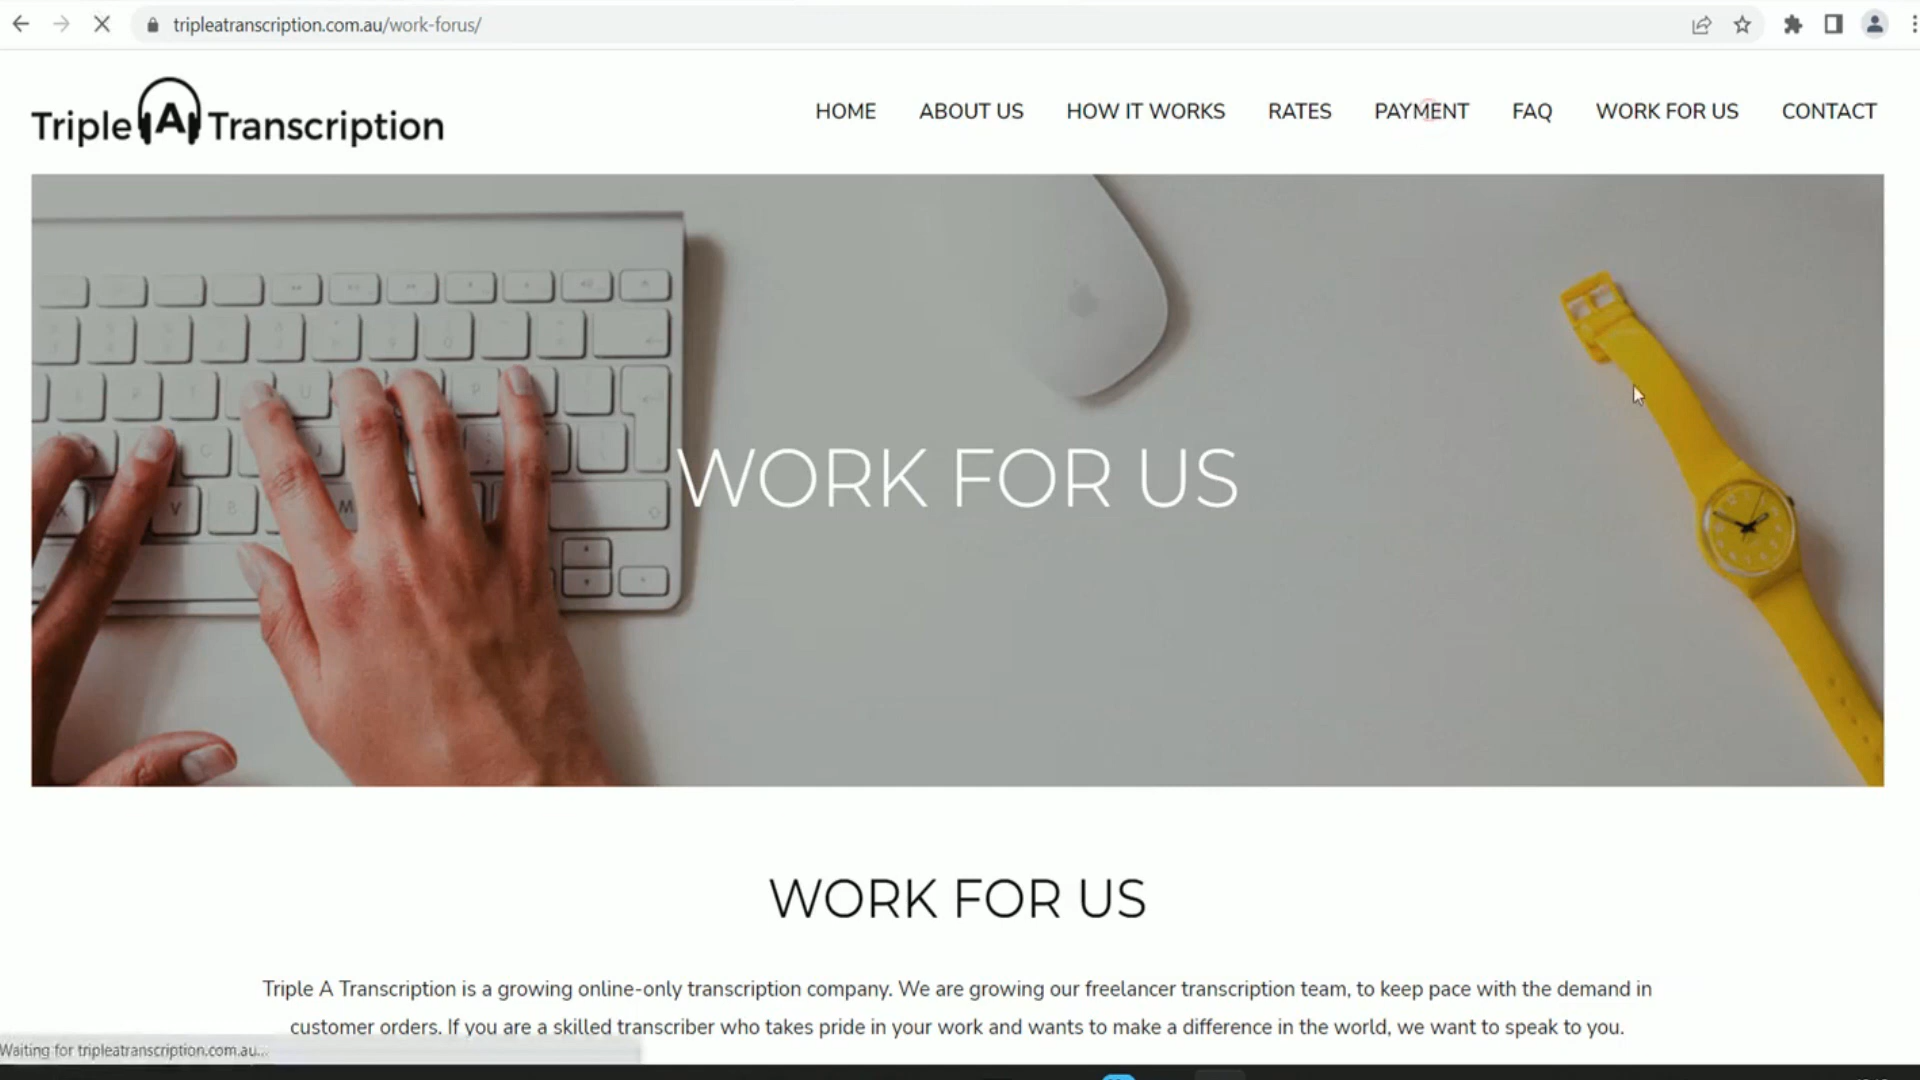 tripleatranscription.com.au/work-forus/
Triple A Transcription
HOME ABOUT US HOW IT WORKS RATES PAYMENT FAQ WORK FOR US CONTACT
WORK FOR US
WORK FOR US
Triple A Transcription is a growing online-only transcription company. We are growing our freelancer transcription team, to keep pace with the demand in
customer orders. If you are a skilled transcriber who takes pride in your work and wants to make a difference in the world, we want to speak to you.
Waiting for tripleatranscription.com.au...